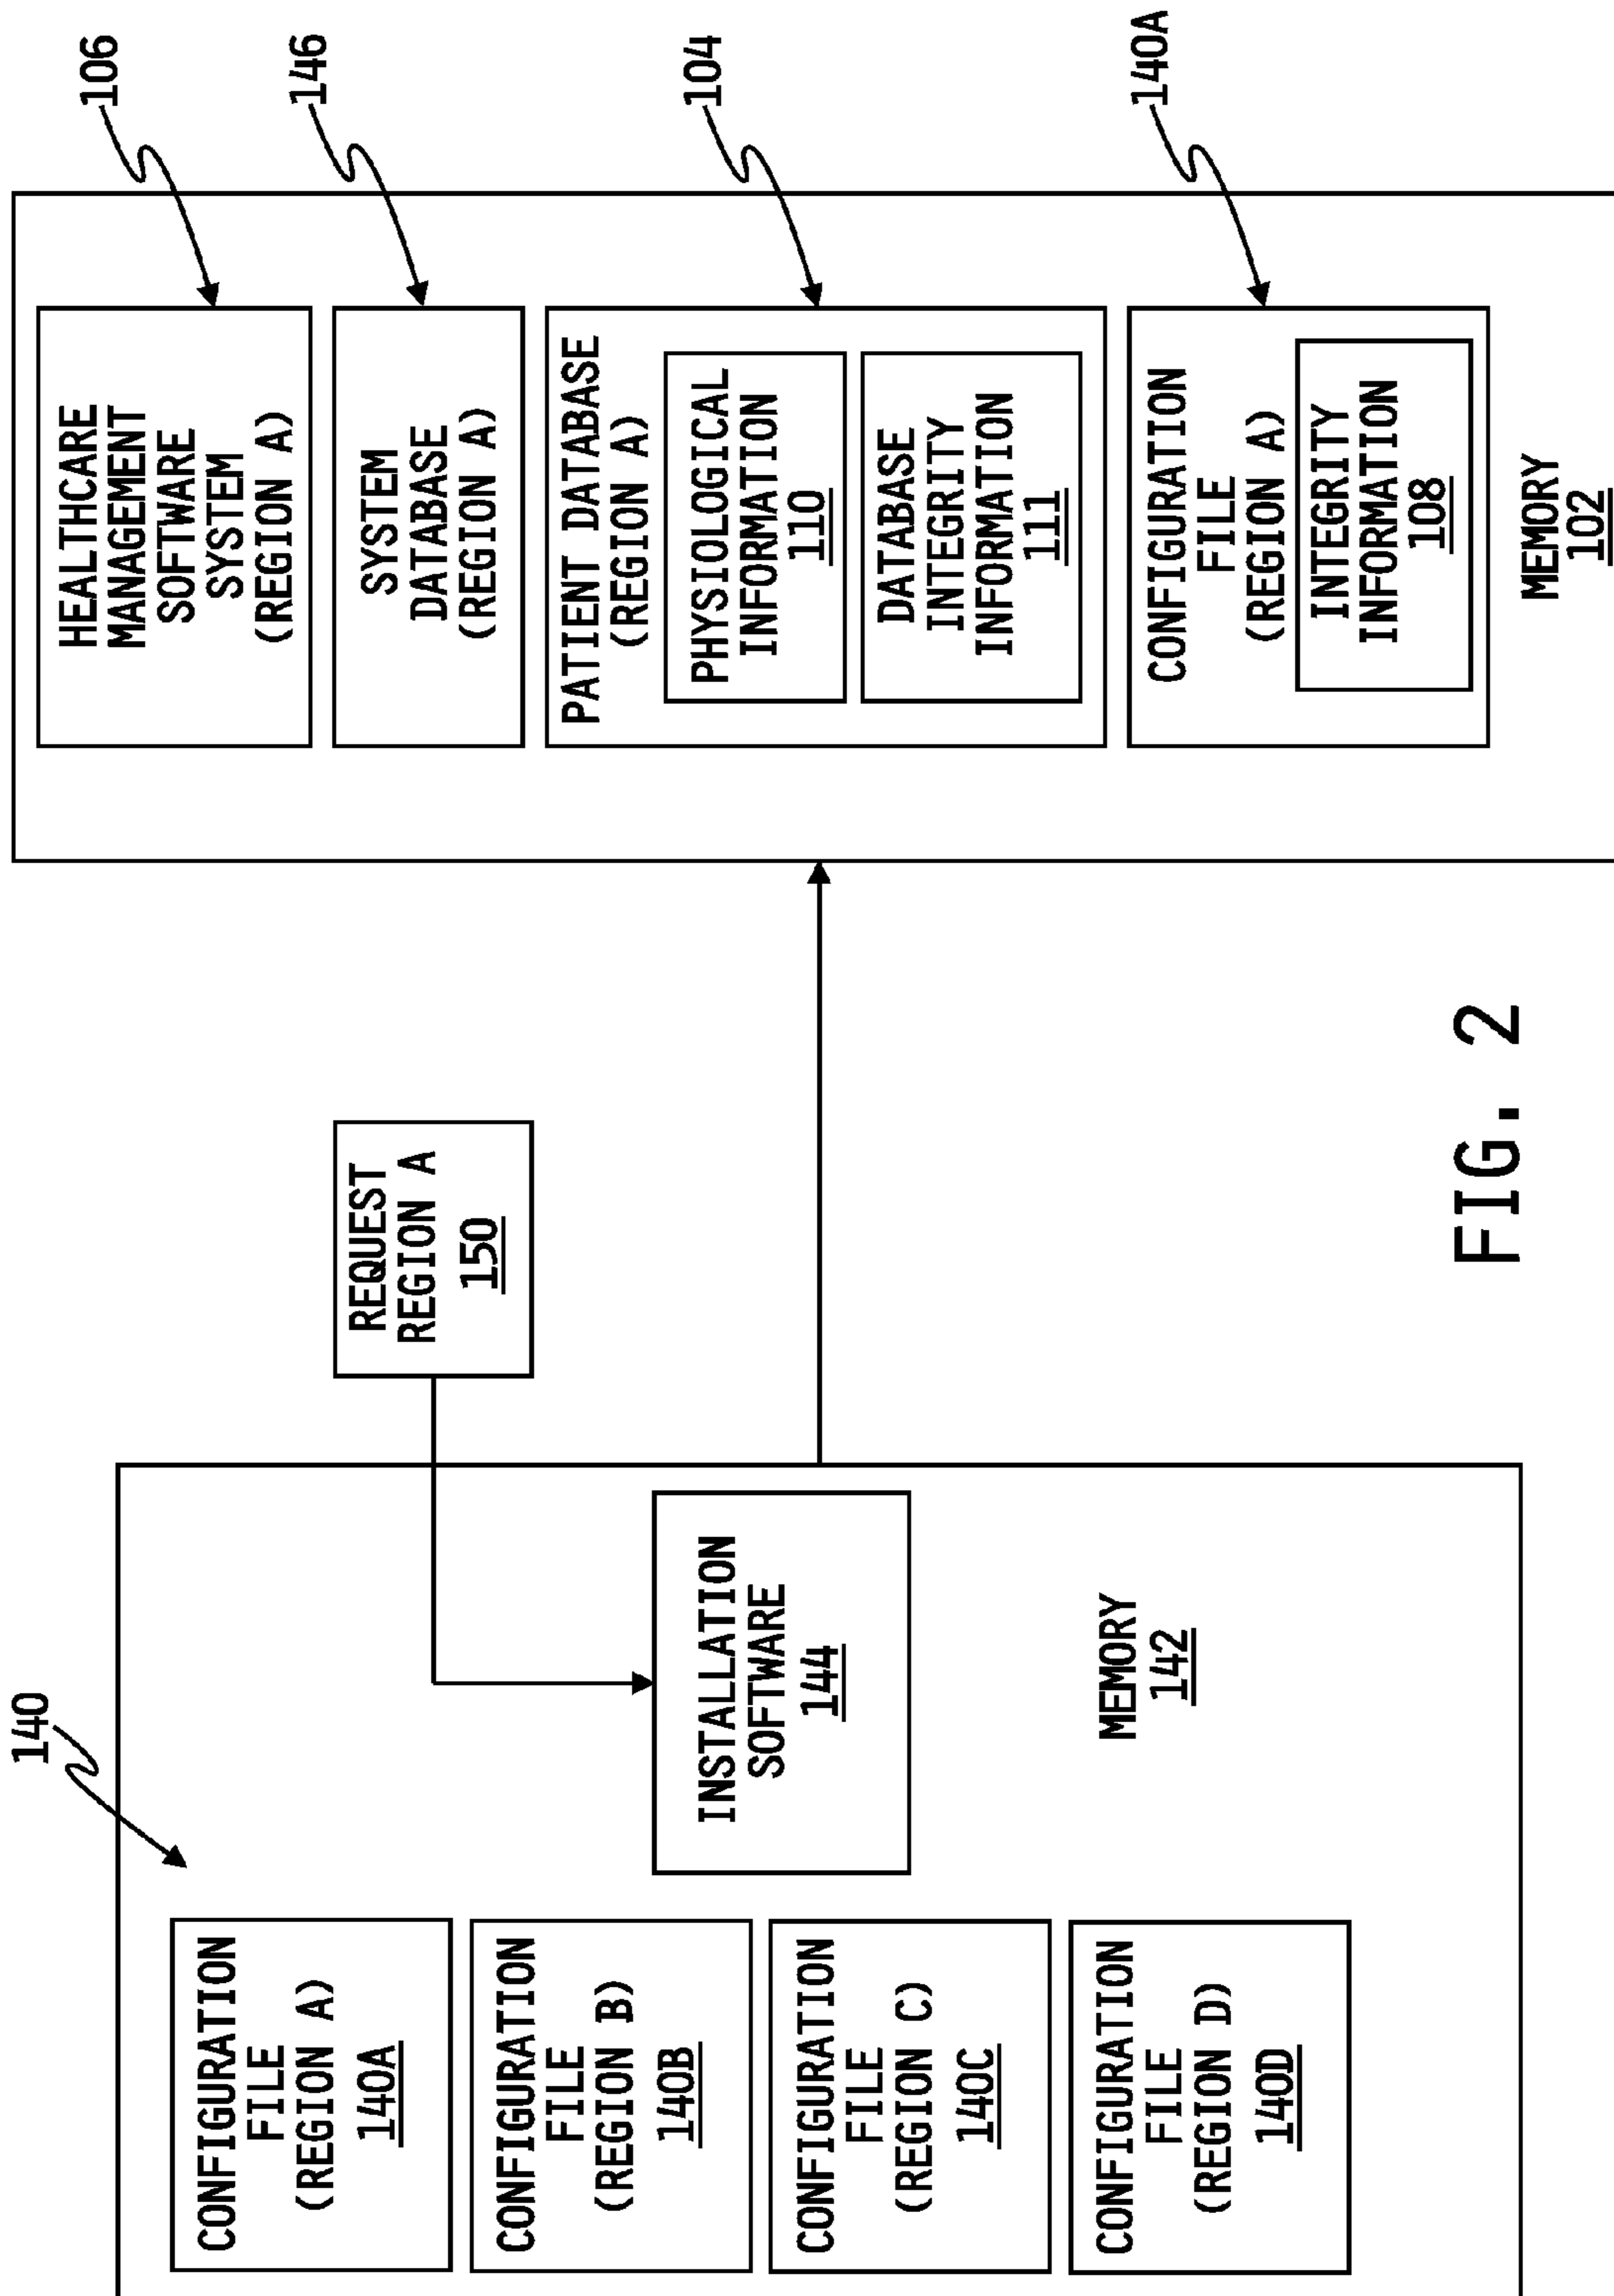 140
CONFIGURATION
FILE
(REGION A)
140A
CONFIGURATION
FILE
(REGION B)
140B
CONFIGURATION
FILE
(REGION C)
140C
CONFIGURATION
FILE
(REGION D)
140D
INSTALLATION
SOFTWARE
144
MEMORY
142
REQUEST
REGION A
150
HEALTHCARE
MANAGEMENT
SOFTWARE
SYSTEM
(REGION A)
106
SYSTEM
DATABASE
(REGION A)
146
PATIENT DATABASE
(REGION A)
104
PHYSIOLOGICAL
INFORMATION
110
DATABASE
INTEGRITY
INFORMATION
111
CONFIGURATION
FILE
(REGION A)
140A
INTEGRITY
INFORMATION
108
MEMORY
102
FIG. 2